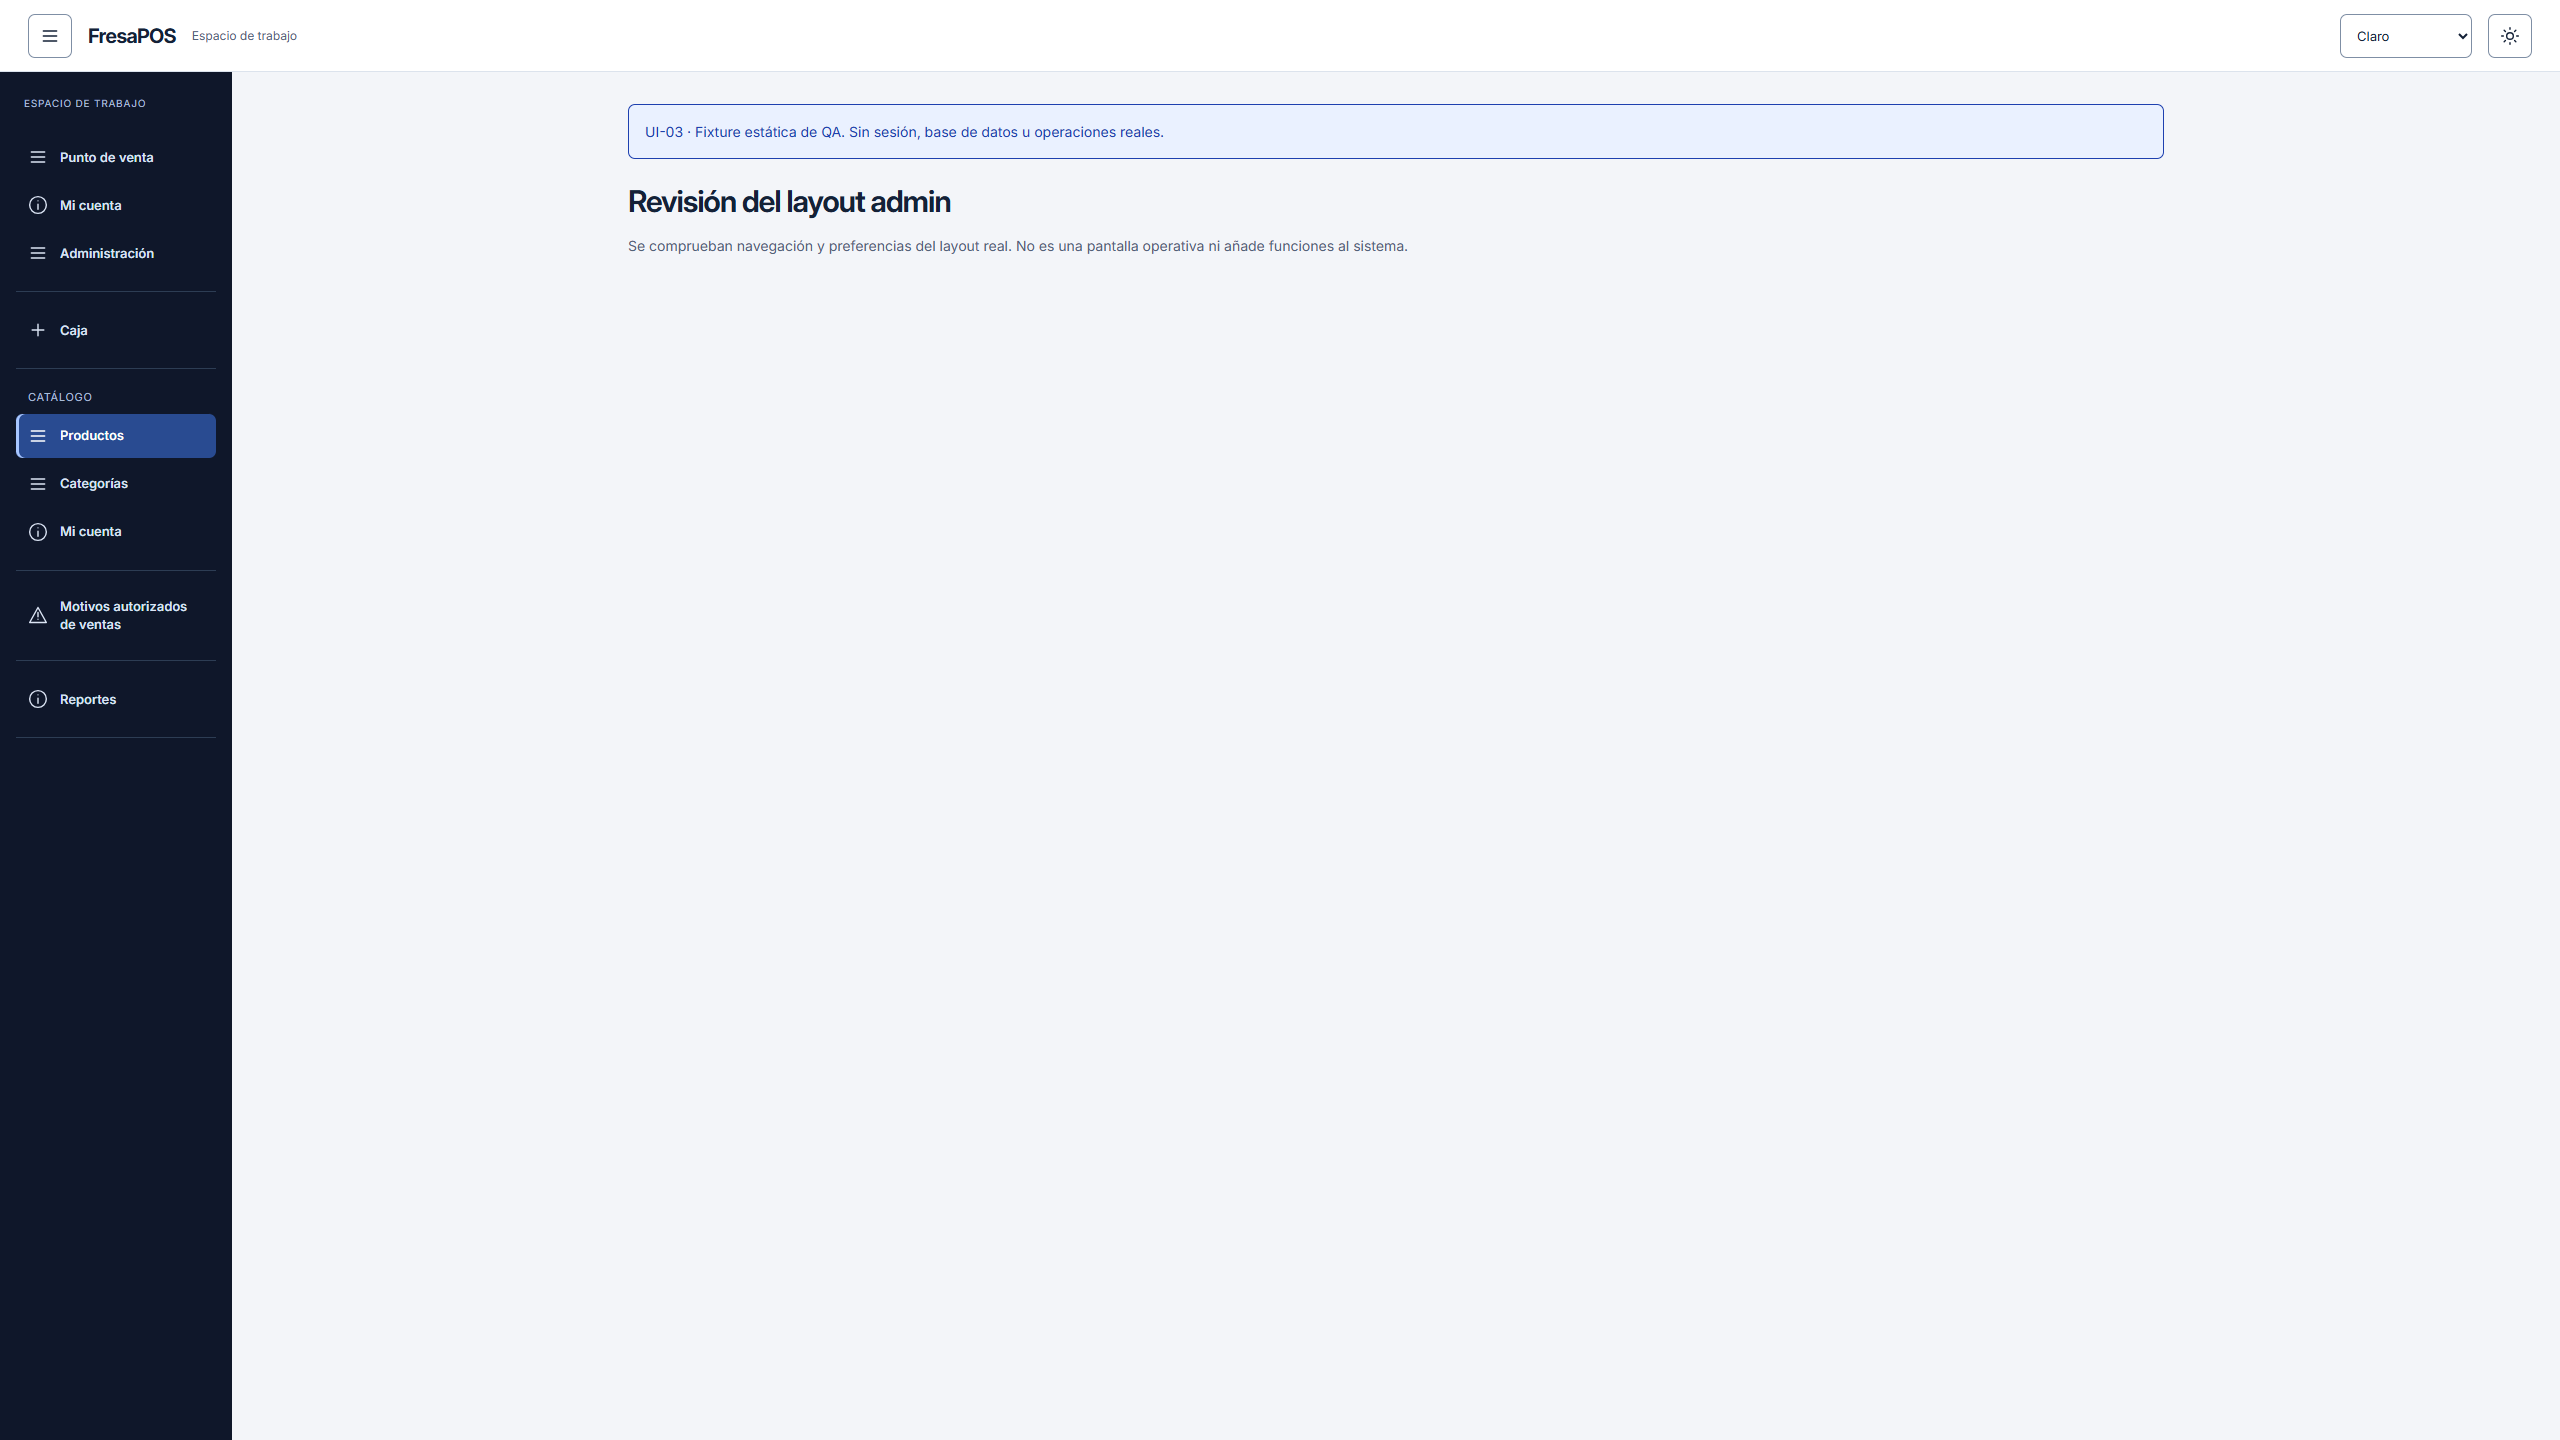 FresaPOS
Espacio de trabajo
Claro
ESPACIO DE TRABAJO
Punto de venta
Mi cuenta
Administración
Caja
CATÁLOGO
Productos
Categorías
Mi cuenta
Motivos autorizados
de ventas
Reportes
UI-03 · Fixture estática de QA. Sin sesión, base de datos u operaciones reales.
Revisión del layout admin
Se comprueban navegación y preferencias del layout real. No es una pantalla operativa ni añade funciones al sistema.